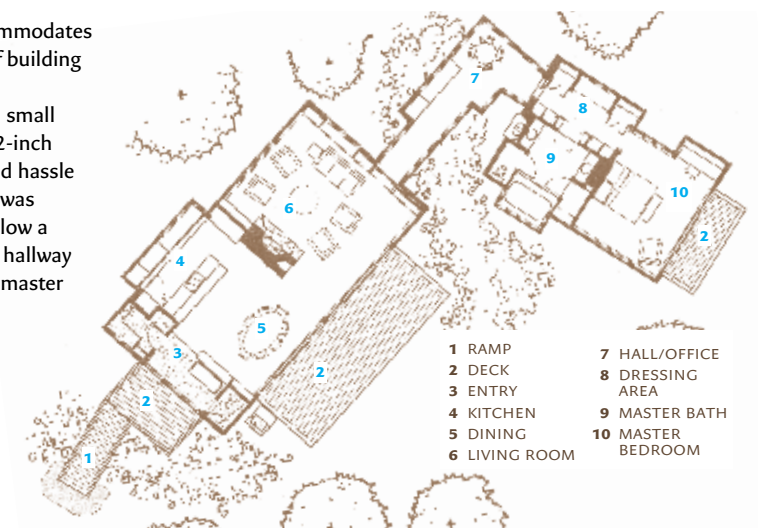 mmodates
f building
small
2-inch
d hassle
was
low a
hallway
master
7
8
9
10
2
6
4
5
3
2
2
1
1 RAMP
2 DECK
3 ENTRY
4 KITCHEN
5 DINING
6 LIVING ROOM
7 HALL/OFFICE
8 DRESSING
AREA
9 MASTER BATH
10 MASTER
BEDROOM